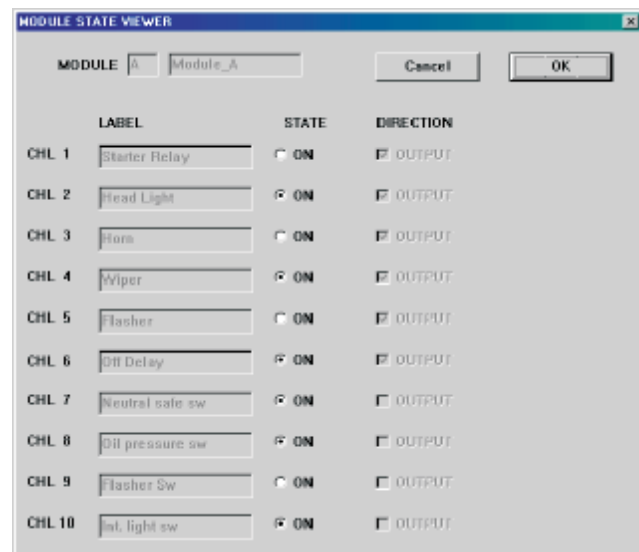 MODULE STATE VIEWER
MODULE A Module_A Cancel OK
LABEL STATE DIRECTION
CHL 1 Starter Relay ON OUTPUT
CHL 2 Head Light ON OUTPUT
CHL 3 Horn ON OUTPUT
CHL 4 Wiper ON OUTPUT
CHL 5 Flasher ON OUTPUT
CHL 6 Off Delay ON OUTPUT
CHL 7 Neutral safe sw ON OUTPUT
CHL 8 Oil pressure sw ON OUTPUT
CHL 9 Flasher Sw ON OUTPUT
CHL 10 Int. light sw ON OUTPUT